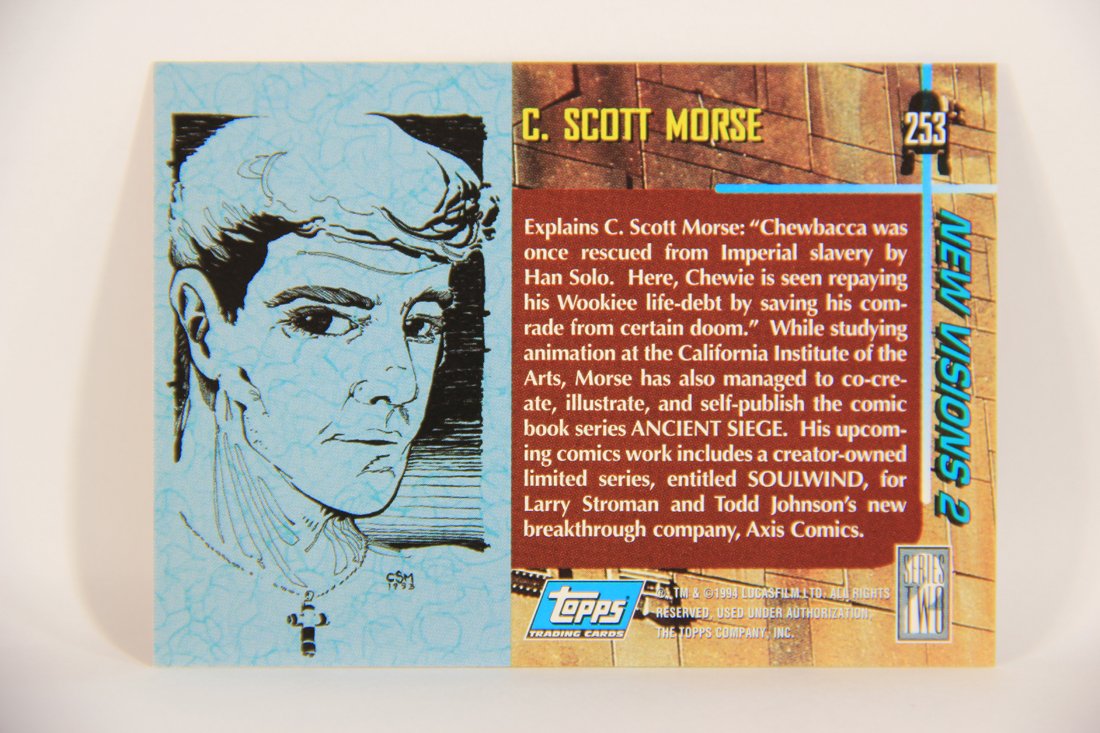 C. SCOTT MORSE
253
Explains C. Scott Morse: “Chewbacca was
once rescued from Imperial slavery by
Han Solo. Here, Chewie is seen repaying
his Wookiee life-debt by saving his com-
rade from certain doom.” While studying
animation at the California Institute of the
Arts, Morse has also managed to co-cre-
ate, illustrate, and self-publish the comic
book series ANCIENT SIEGE. His upcom-
ing comics work includes a creator-owned
limited series, entitled SOULWIND, for
Larry Stroman and Todd Johnson’s new
breakthrough company, Axis Comics.
NEW VISIONS 2
CSM
1993
topps
TRADING CARDS
®, TM & ©1994 LUCASFILM LTD. ALL RIGHTS
RESERVED. USED UNDER AUTHORIZATION,
THE TOPPS COMPANY, INC.
SERIES
TWO